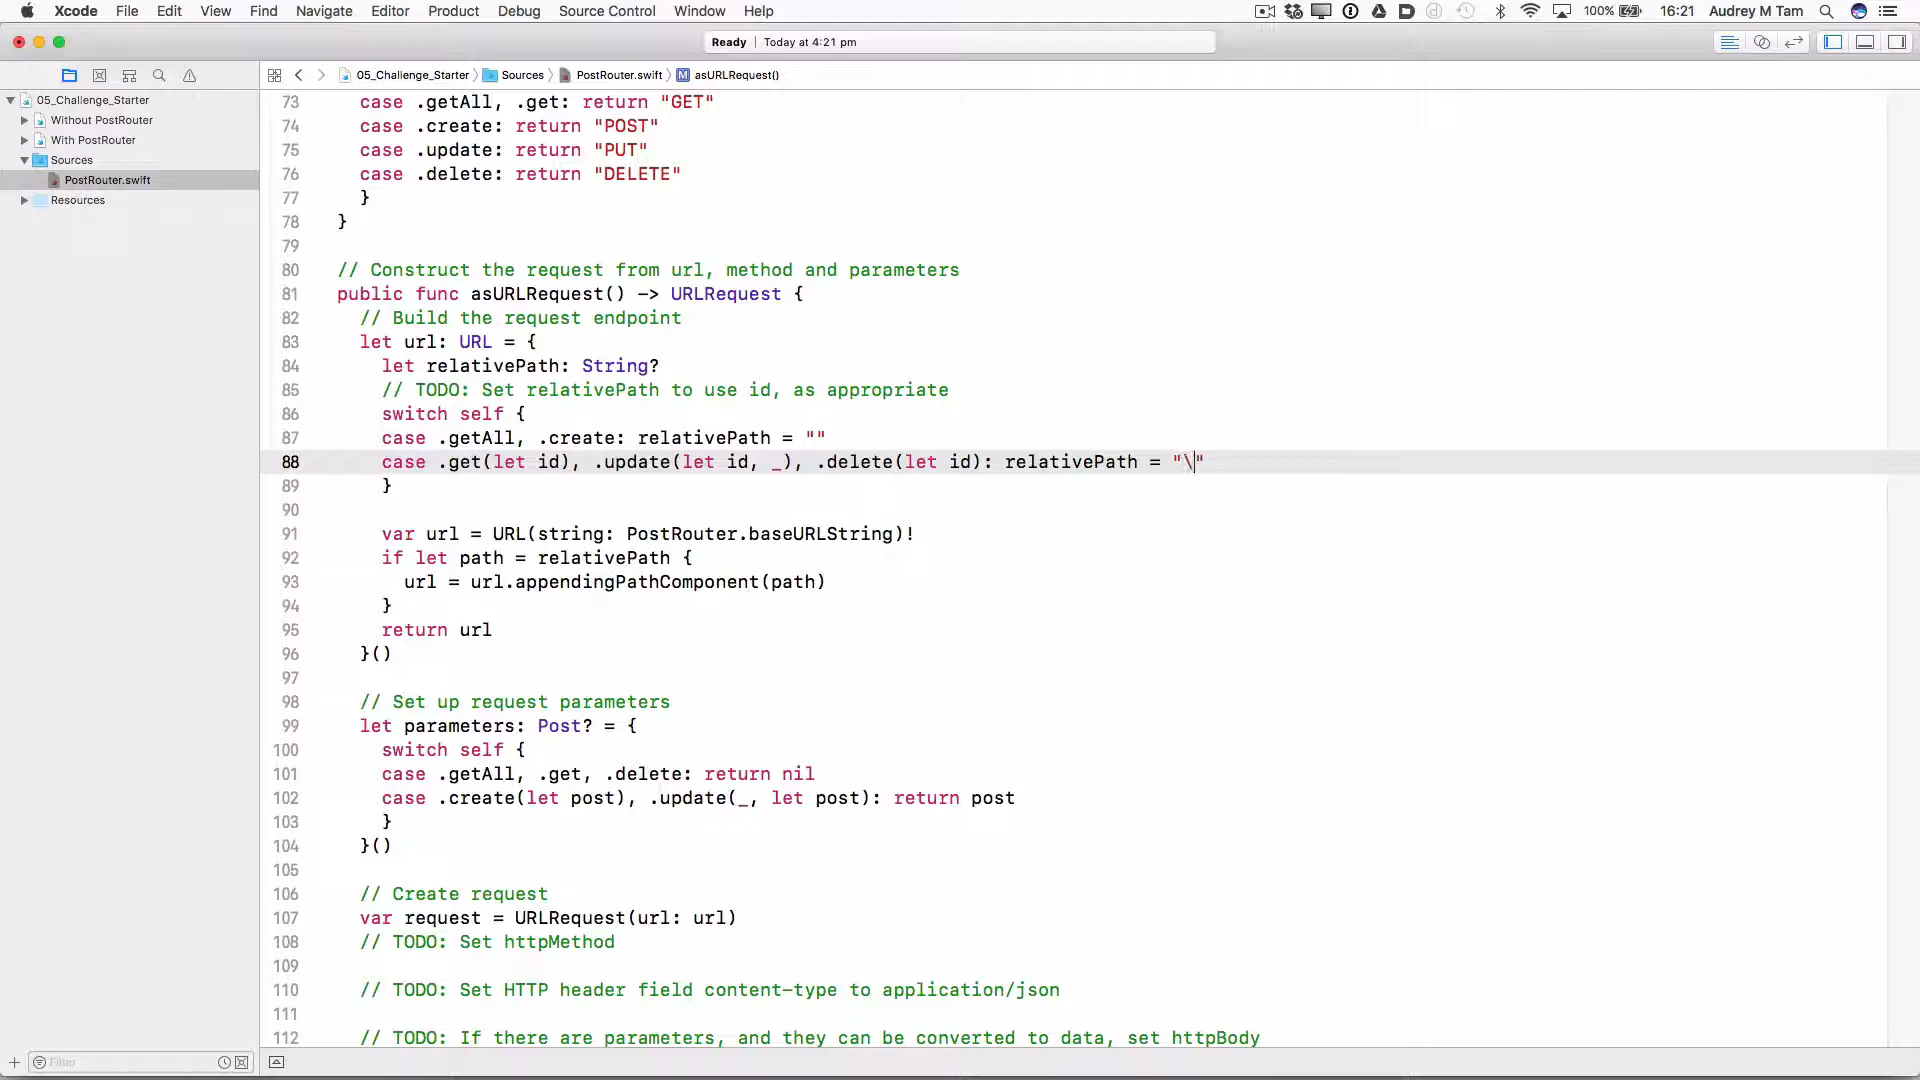 Xcode File Edit View Find Navigate Editor Product Debug Source Control Window Help 100% 16:21 Audrey M Tam
Ready | Today at 4:21 pm
05_Challenge_Starter Sources PostRouter.swift M asURLRequest()
05_Challenge_Starter
Without PostRouter
With PostRouter
Sources
PostRouter.swift
Resources
73 case .getAll, .get: return "GET"
74 case .create: return "POST"
75 case .update: return "PUT"
76 case .delete: return "DELETE"
77 }
78 }
79
80 // Construct the request from url, method and parameters
81 public func asURLRequest() -> URLRequest {
82 // Build the request endpoint
83 let url: URL = {
84 let relativePath: String?
85 // TODO: Set relativePath to use id, as appropriate
86 switch self {
87 case .getAll, .create: relativePath = ""
88 case .get(let id), .update(let id, _), .delete(let id): relativePath = "\"
89 }
90
91 var url = URL(string: PostRouter.baseURLString)!
92 if let path = relativePath {
93 url = url.appendingPathComponent(path)
94 }
95 return url
96 }()
97
98 // Set up request parameters
99 let parameters: Post? = {
100 switch self {
101 case .getAll, .get, .delete: return nil
102 case .create(let post), .update(_, let post): return post
103 }
104 }()
105
106 // Create request
107 var request = URLRequest(url: url)
108 // TODO: Set httpMethod
109
110 // TODO: Set HTTP header field content-type to application/json
111
112 // TODO: If there are parameters, and they can be converted to data, set httpBody
Filter